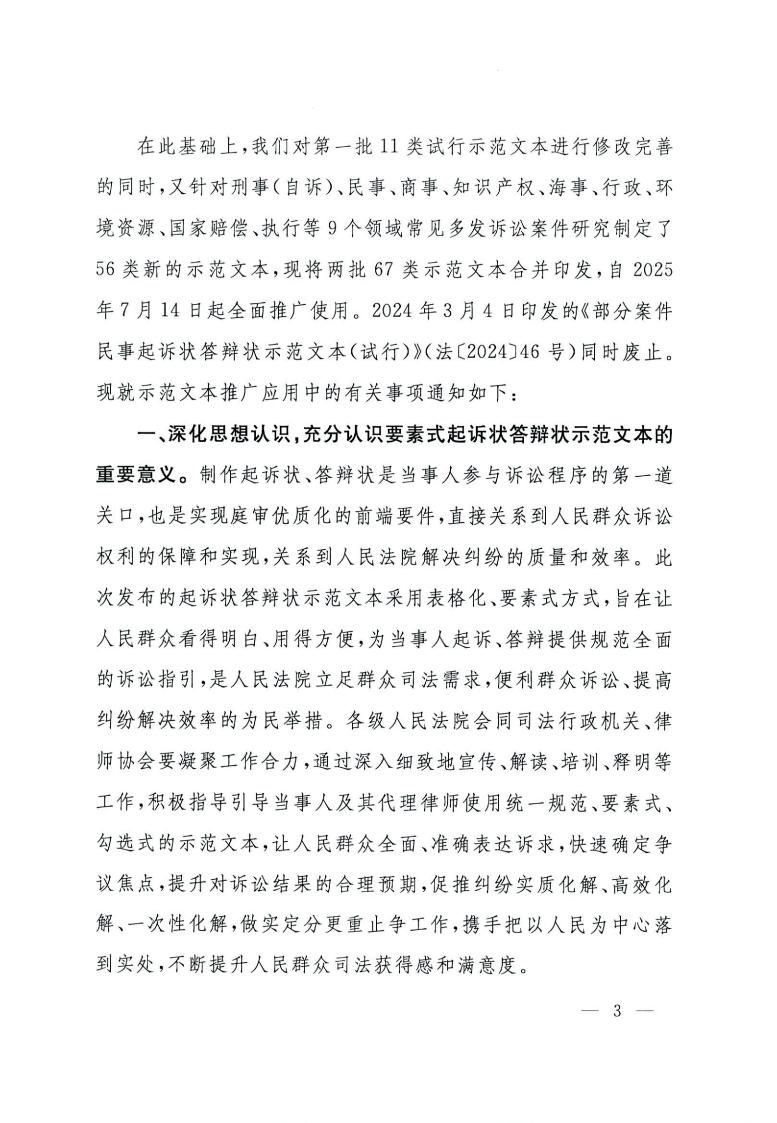 在此基础上,我们对第一批 11 类试行示范文本进行修改完善
的同时,又针对刑事(自诉)、民事、商事、知识产权、海事、行政、环
境资源、国家赔偿、执行等 9 个领域常见多发诉讼案件研究制定了
56 类新的示范文本,现将两批 67 类示范文本合并印发,自 2025
年 7 月 14 日起全面推广使用。2024 年 3 月 4 日印发的《部分案件
民事起诉状答辩状示范文本(试行)》(法〔2024〕46 号)同时废止。
现就示范文本推广应用中的有关事项通知如下:
一、深化思想认识,充分认识要素式起诉状答辩状示范文本的
重要意义。制作起诉状、答辩状是当事人参与诉讼程序的第一道
关口,也是实现庭审优质化的前端要件,直接关系到人民群众诉讼
权利的保障和实现,关系到人民法院解决纠纷的质量和效率。此
次发布的起诉状答辩状示范文本采用表格化、要素式方式,旨在让
人民群众看得明白、用得方便,为当事人起诉、答辩提供规范全面
的诉讼指引,是人民法院立足群众司法需求,便利群众诉讼、提高
纠纷解决效率的为民举措。各级人民法院会同司法行政机关、律
师协会要凝聚工作合力,通过深入细致地宣传、解读、培训、释明等
工作,积极指导引导当事人及其代理律师使用统一规范、要素式、
勾选式的示范文本,让人民群众全面、准确表达诉求,快速确定争
议焦点,提升对诉讼结果的合理预期,促推纠纷实质化解、高效化
解、一次性化解,做实定分更重止争工作,携手把以人民为中心落
到实处,不断提升人民群众司法获得感和满意度。
— 3 —